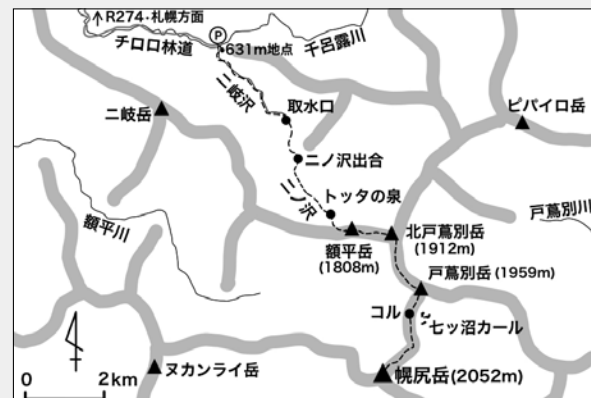 ↑R274・札幌方面
P
チロロ林道
631m地点
千呂露川
二岐沢
取水口
二岐岳
ピパイロ岳
二ノ沢出合
トッタの泉
二ノ沢
戸蔦別川
額平川
額平岳
(1808m)
北戸蔦別岳
(1912m)
戸蔦別岳(1959m)
コル
七ッ沼カール
ヌカンライ岳
幌尻岳(2052m)
0 2km